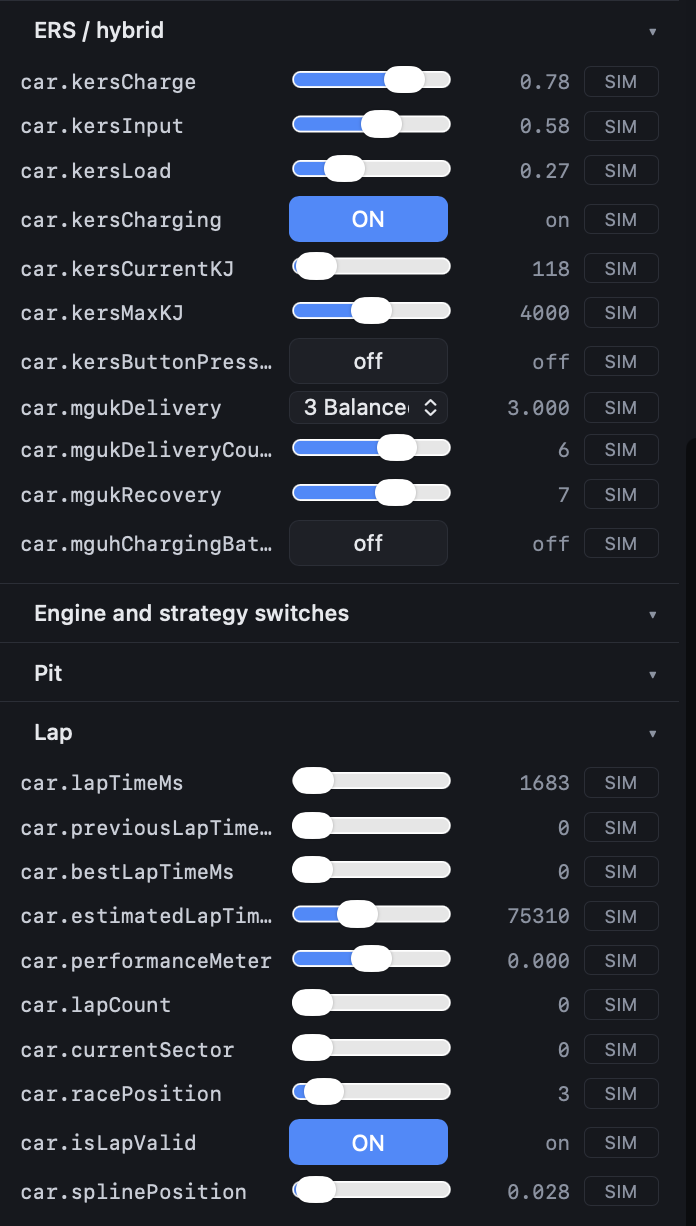 ERS / hybrid ▾
car.kersCharge 0.78 SIM
car.kersInput 0.58 SIM
car.kersLoad 0.27 SIM
car.kersCharging ON on SIM
car.kersCurrentKJ 118 SIM
car.kersMaxKJ 4000 SIM
car.kersButtonPress… off off SIM
car.mgukDelivery 3 Balance 3.000 SIM
car.mgukDeliveryCou… 6 SIM
car.mgukRecovery 7 SIM
car.mguhChargingBat… off off SIM
Engine and strategy switches ▾
Pit ▾
Lap ▾
car.lapTimeMs 1683 SIM
car.previousLapTime… 0 SIM
car.bestLapTimeMs 0 SIM
car.estimatedLapTim… 75310 SIM
car.performanceMeter 0.000 SIM
car.lapCount 0 SIM
car.currentSector 0 SIM
car.racePosition 3 SIM
car.isLapValid ON on SIM
car.splinePosition 0.028 SIM